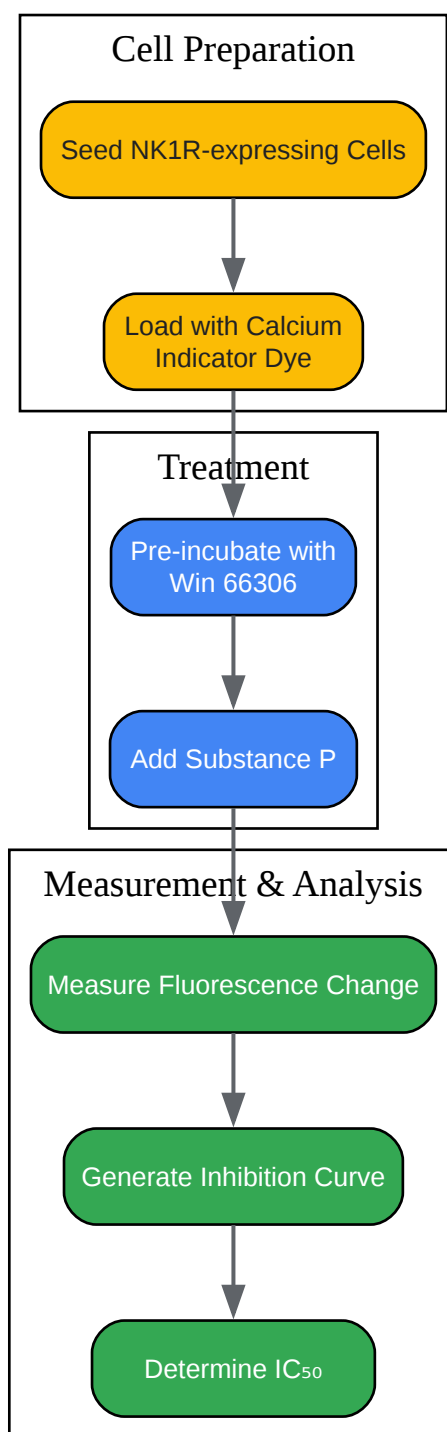 Cell Preparation
Seed NK1R-expressing Cells
Load with Calcium
Indicator Dye
Treatment
Pre-incubate with
Win 66306
Add Substance P
Measurement & Analysis
Measure Fluorescence Change
Generate Inhibition Curve
Determine IC₅₀